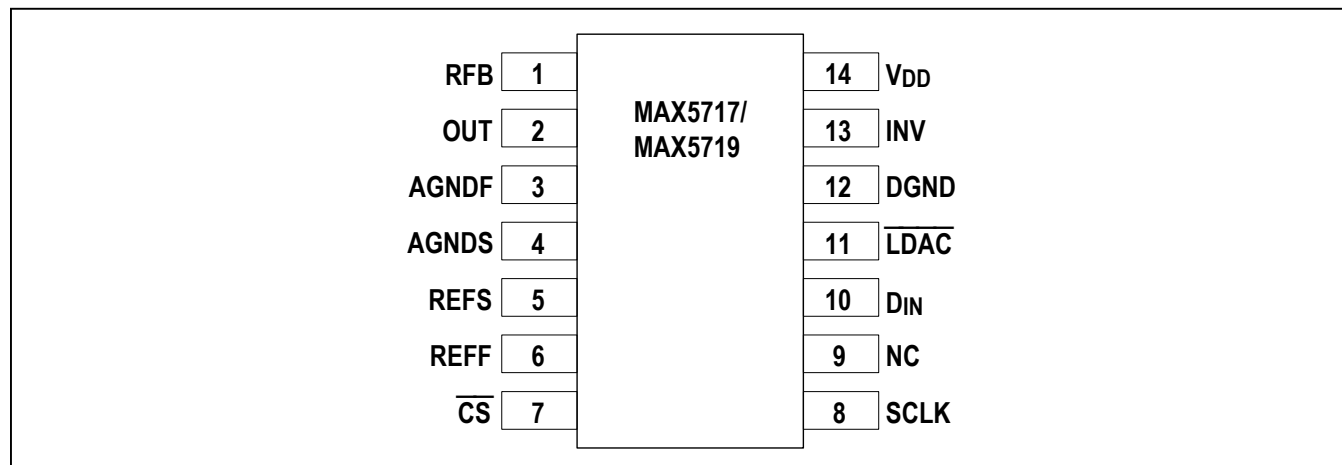 MAX5717/
MAX5719
RFB 1
OUT 2
AGNDF 3
AGNDS 4
REFS 5
REFF 6
CS 7
14 VDD
13 INV
12 DGND
11 LDAC
10 DIN
9 NC
8 SCLK